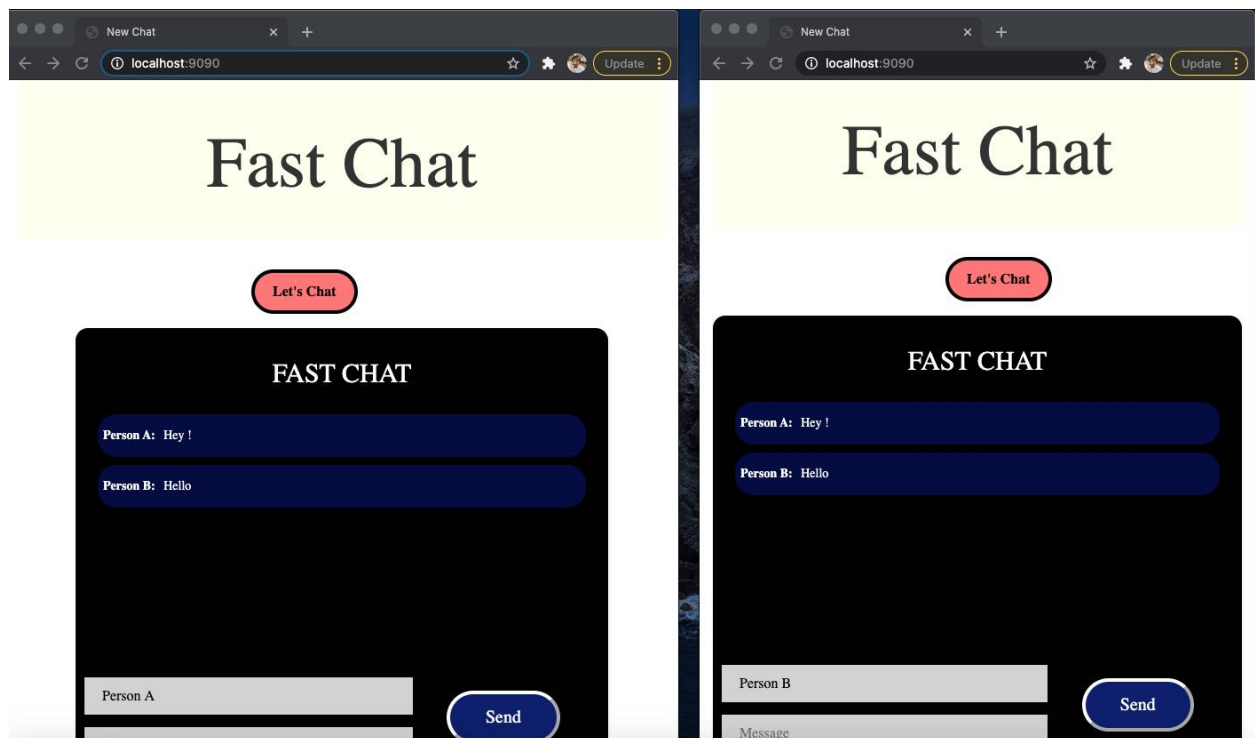 New Chat
localhost:9090
Update
Fast Chat
Let's Chat
FAST CHAT
Person A: Hey !
Person B: Hello
Person A
Send
New Chat
localhost:9090
Update
Fast Chat
Let's Chat
FAST CHAT
Person A: Hey !
Person B: Hello
Person B
Send
Message